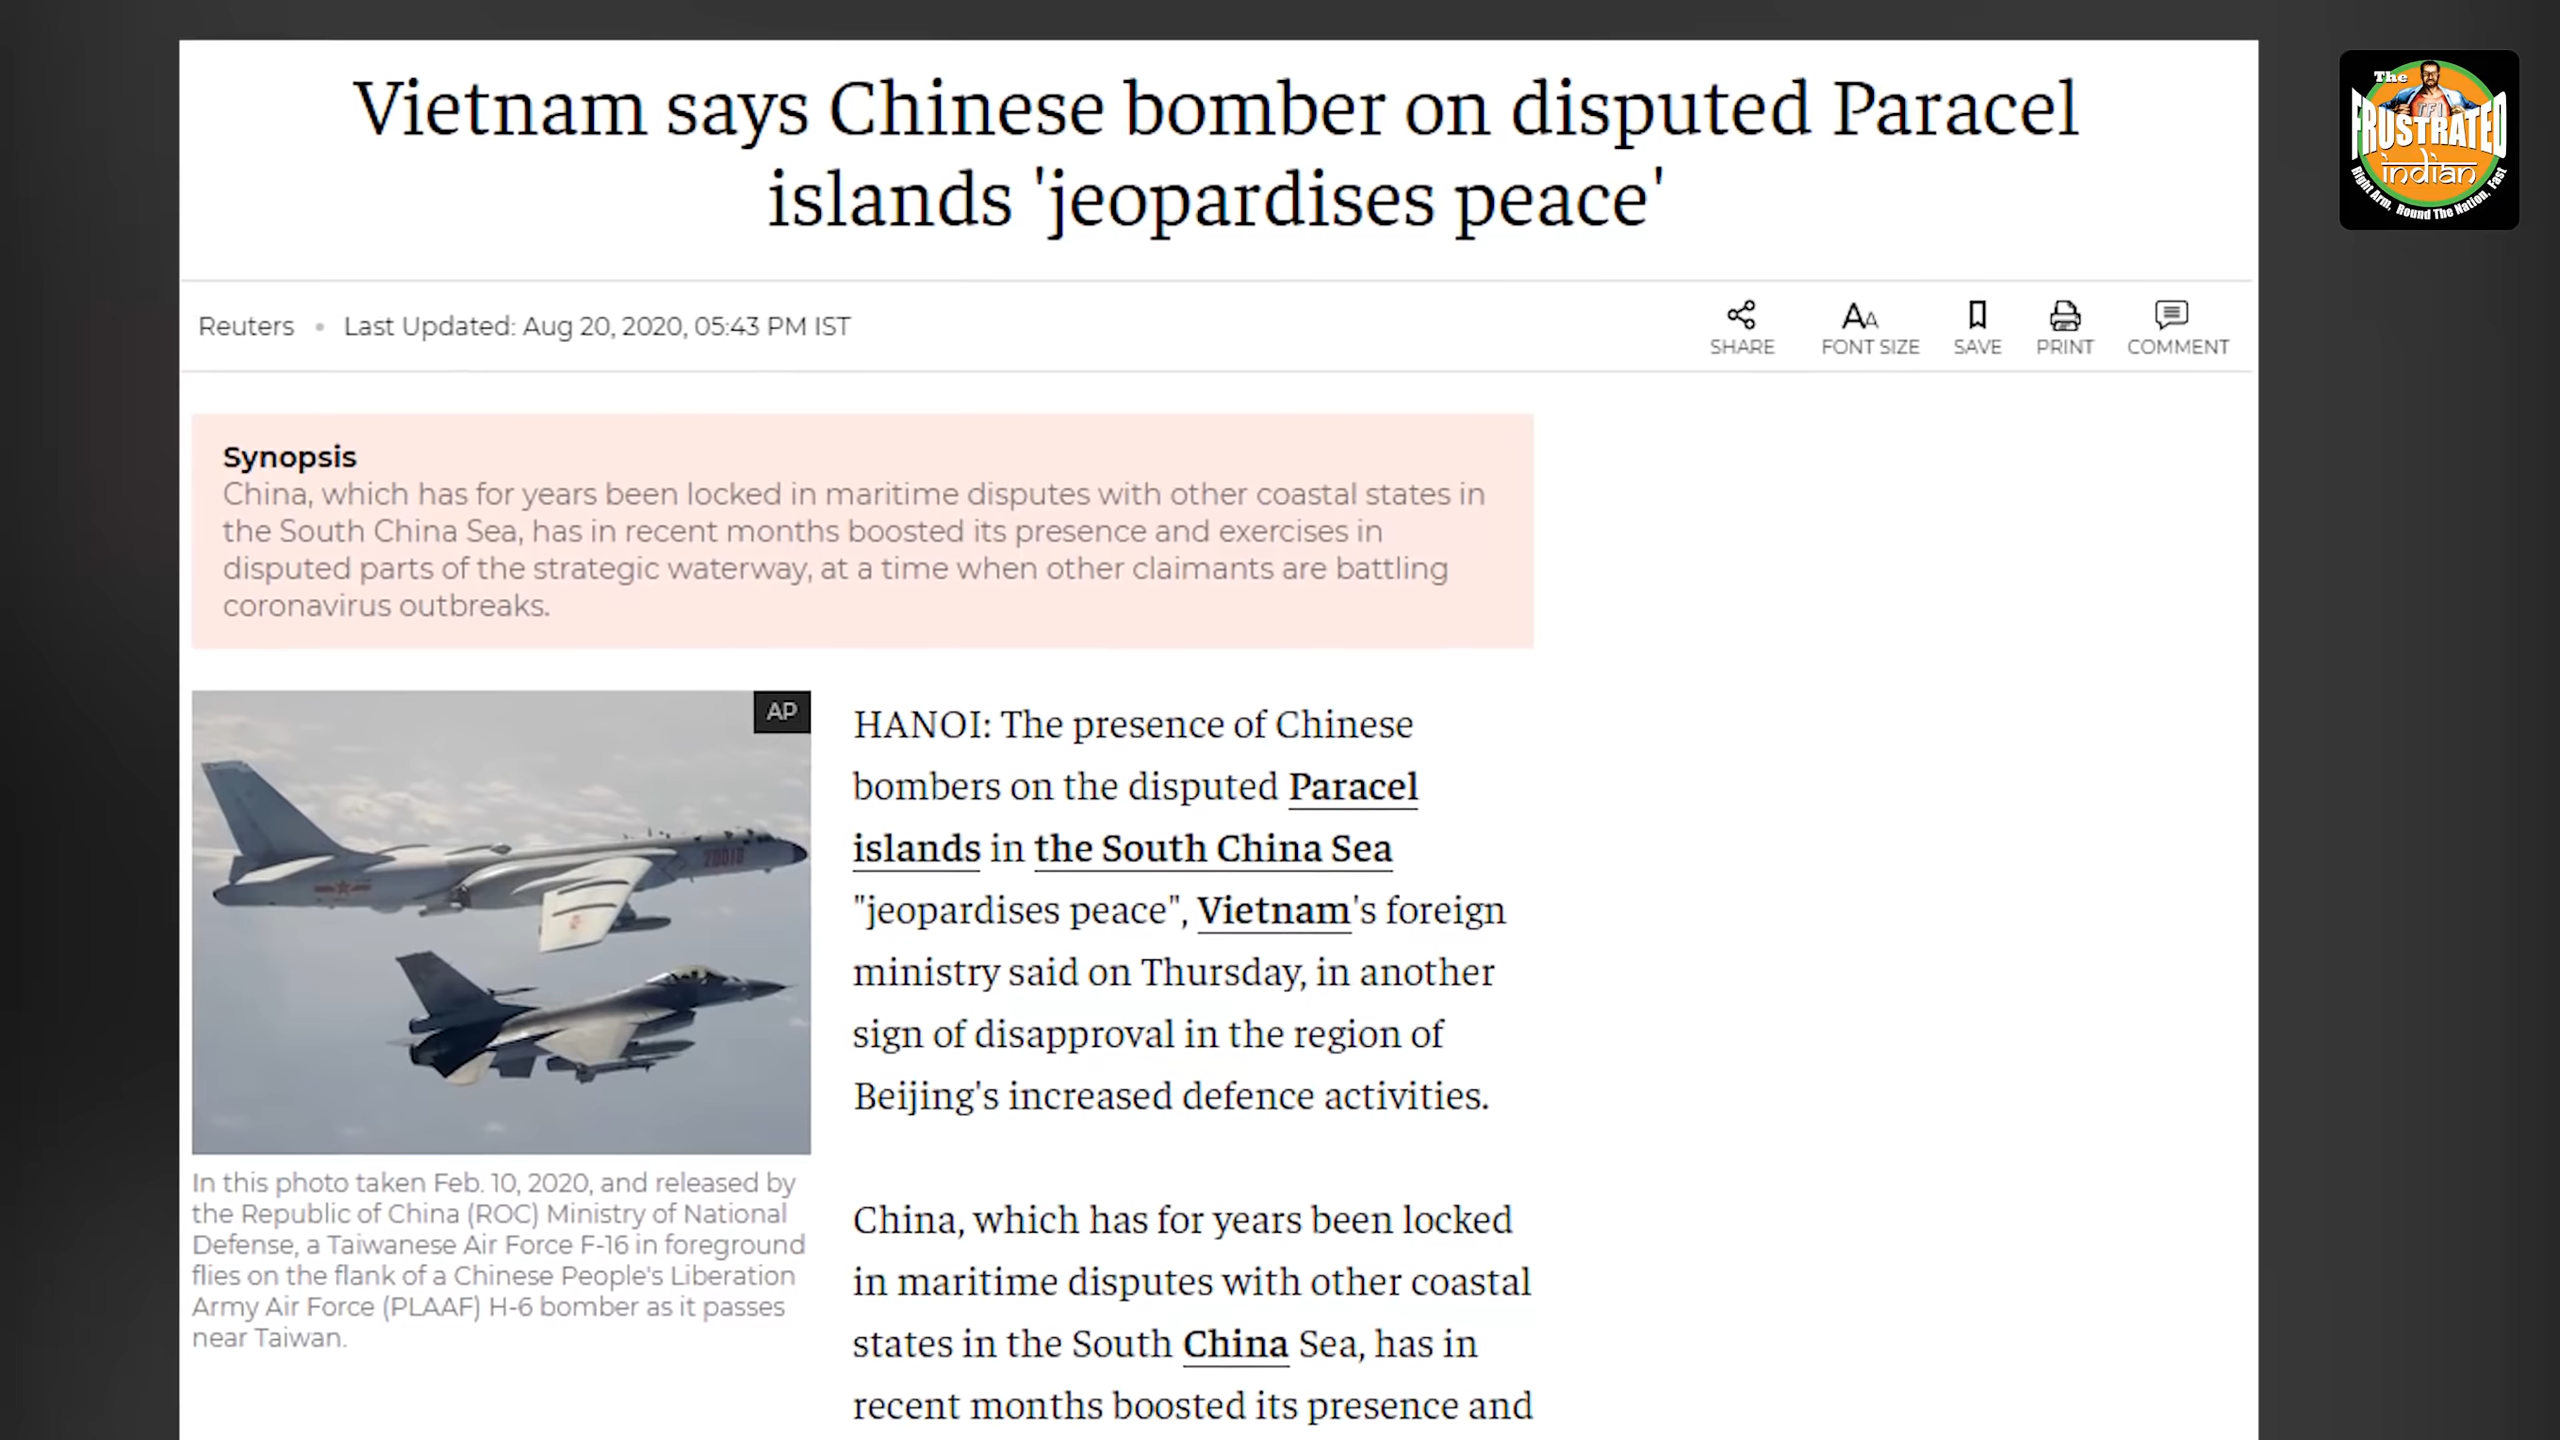 Vietnam says Chinese bomber on disputed Paracel
islands 'jeopardises peace'
The
TFI
FRUSTRATED
indian
Right Arm, Round The Nation, Fast
Reuters • Last Updated: Aug 20, 2020, 05:43 PM IST
SHARE
FONT SIZE
SAVE
PRINT
COMMENT
Synopsis
China, which has for years been locked in maritime disputes with other coastal states in
the South China Sea, has in recent months boosted its presence and exercises in
disputed parts of the strategic waterway, at a time when other claimants are battling
coronavirus outbreaks.
AP
20016
In this photo taken Feb. 10, 2020, and released by
the Republic of China (ROC) Ministry of National
Defense, a Taiwanese Air Force F-16 in foreground
flies on the flank of a Chinese People's Liberation
Army Air Force (PLAAF) H-6 bomber as it passes
near Taiwan.
HANOI: The presence of Chinese
bombers on the disputed Paracel
islands in the South China Sea
"jeopardises peace", Vietnam's foreign
ministry said on Thursday, in another
sign of disapproval in the region of
Beijing's increased defence activities.
China, which has for years been locked
in maritime disputes with other coastal
states in the South China Sea, has in
recent months boosted its presence and